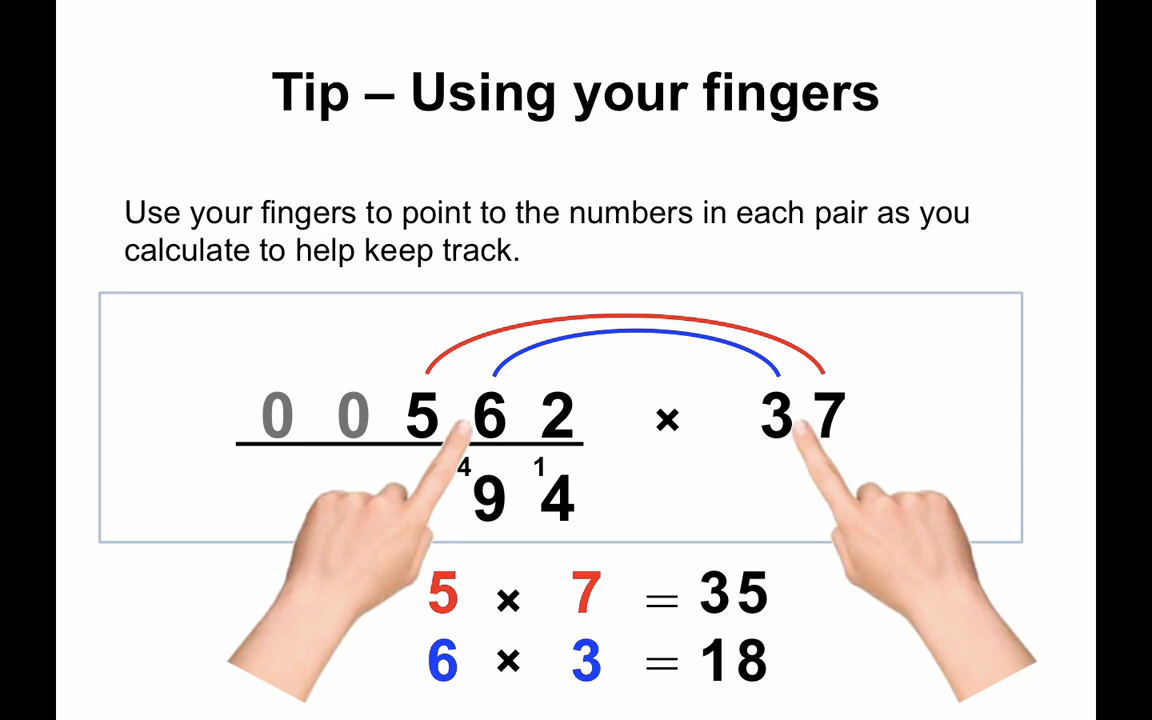 Tip – Using your fingers
Use your fingers to point to the numbers in each pair as you
calculate to help keep track.
0 0 5 6 2 × 3 7
4 9 1 4
5 × 7 = 35
6 × 3 = 18